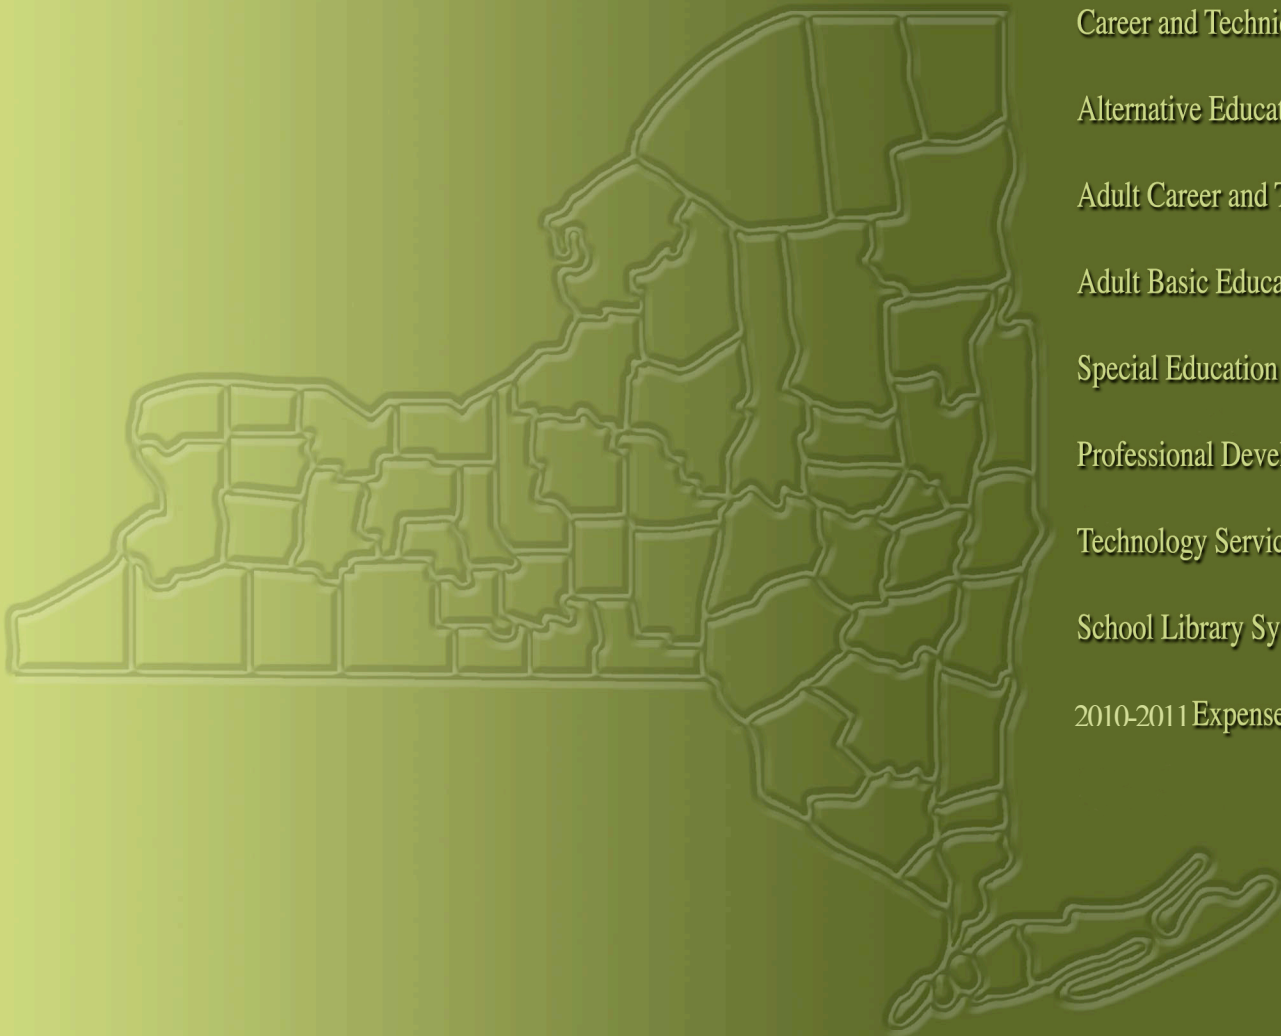 Career and Techni
Alternative Educat
Adult Career and T
Adult Basic Educa
Special Education
Professional Deve
Technology Servic
School Library Sy
2010-2011 Expense